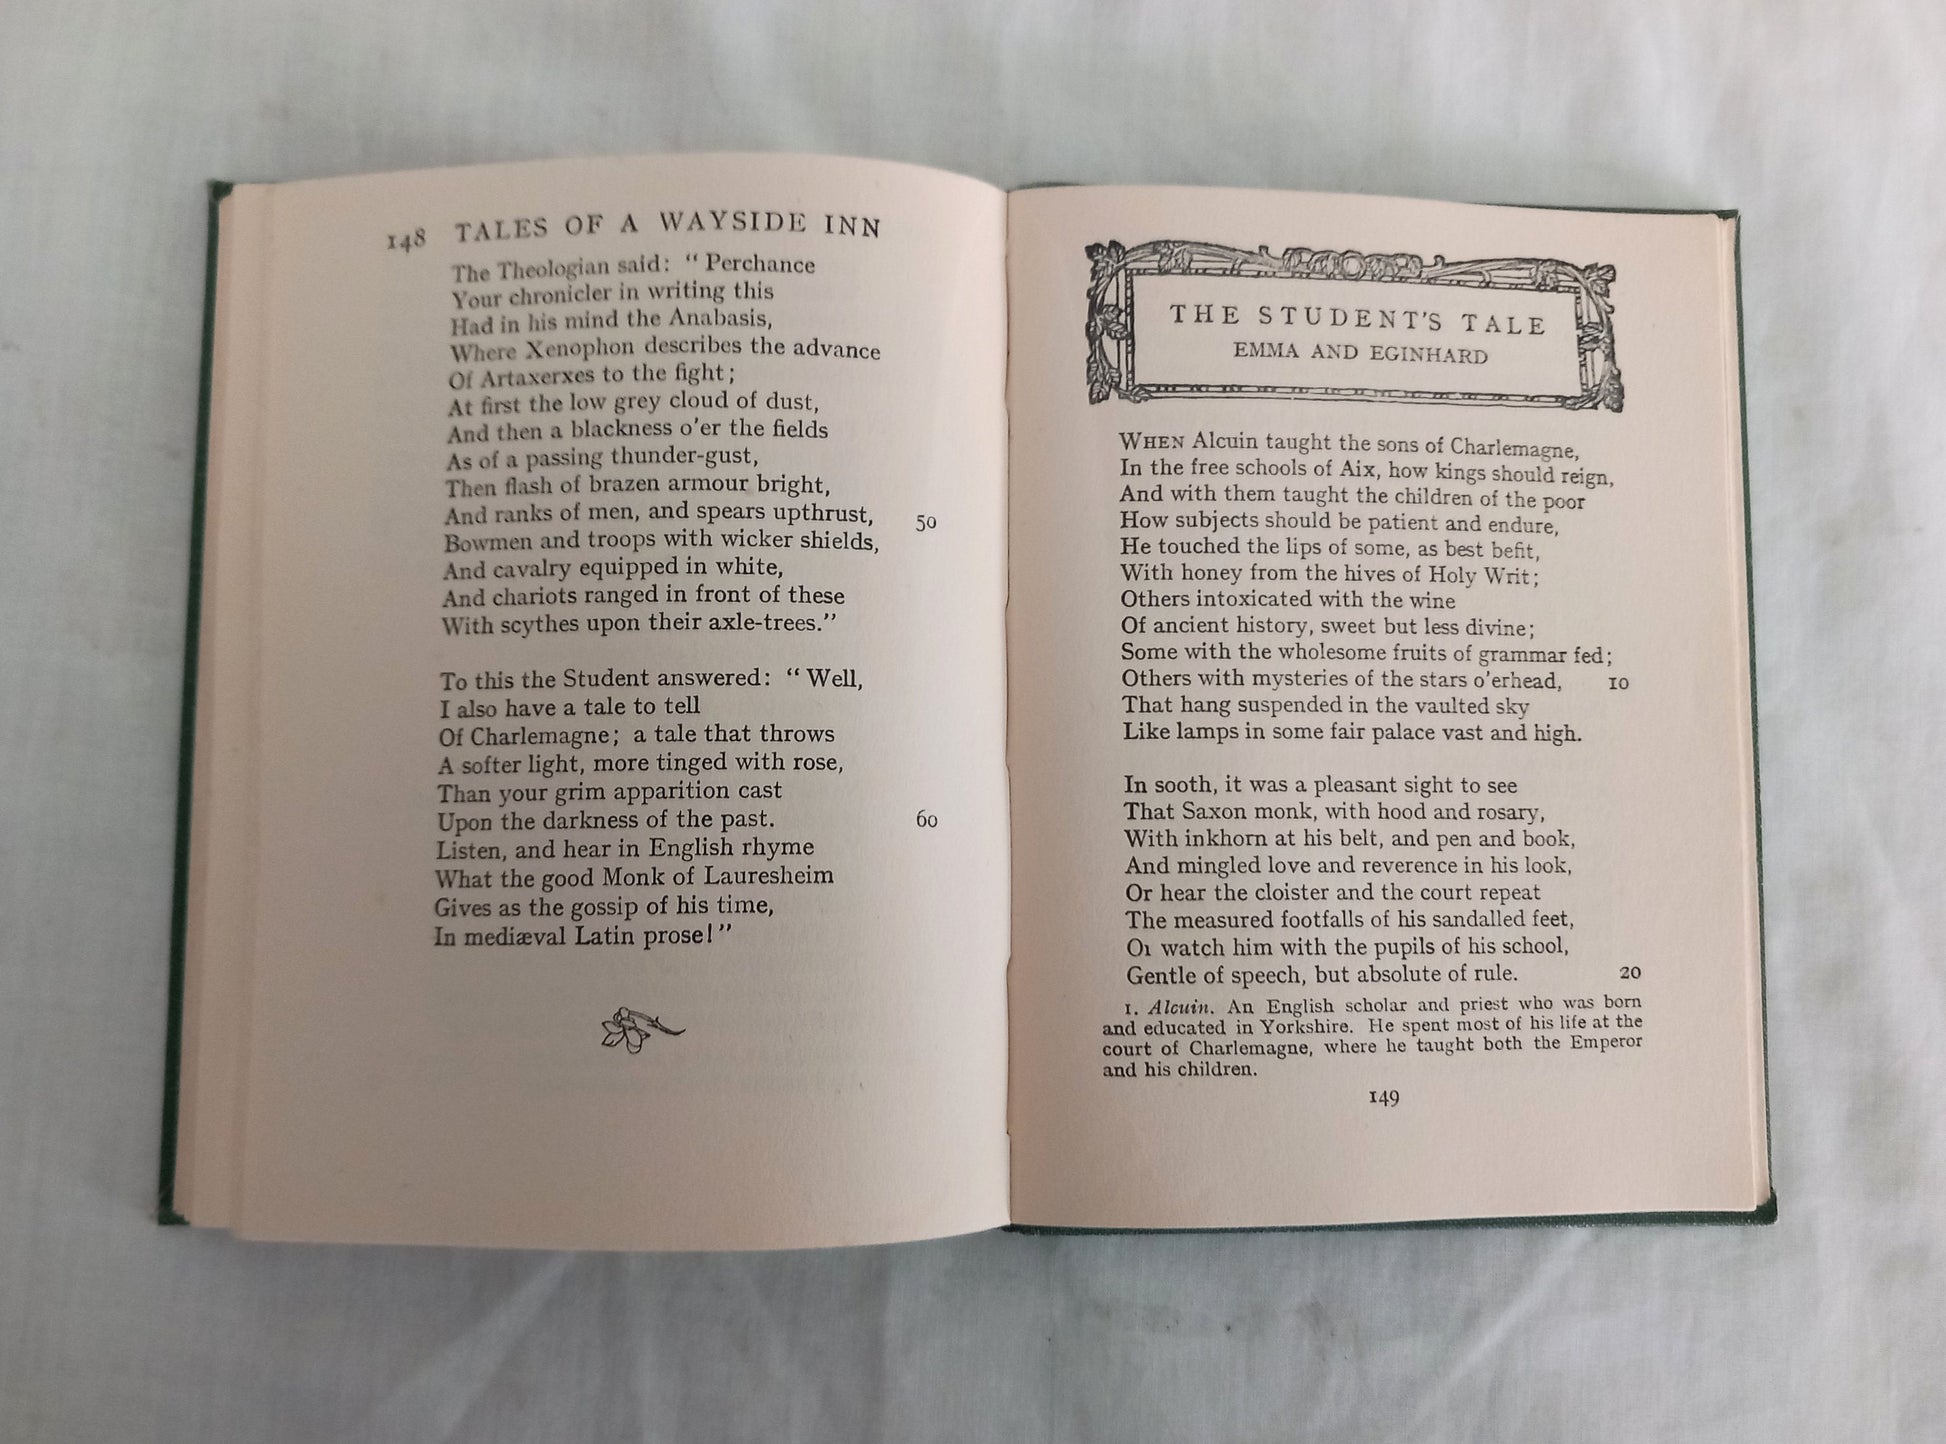 148 TALES OF A WAYSIDE INN
The Theologian said: “ Perchance
Your chronicler in writing this
Had in his mind the Anabasis,
Where Xenophon describes the advance
Of Artaxerxes to the fight;
At first the low grey cloud of dust,
And then a blackness o’er the fields
As of a passing thunder-gust,
Then flash of brazen armour bright,
And ranks of men, and spears upthrust, 50
Bowmen and troops with wicker shields,
And cavalry equipped in white,
And chariots ranged in front of these
With scythes upon their axle-trees.”
To this the Student answered: “ Well,
I also have a tale to tell
Of Charlemagne; a tale that throws
A softer light, more tinged with rose,
Than your grim apparition cast
Upon the darkness of the past. 60
Listen, and hear in English rhyme
What the good Monk of Lauresheim
Gives as the gossip of his time,
In mediæval Latin prose!”
THE STUDENT’S TALE
EMMA AND EGINHARD
WHEN Alcuin taught the sons of Charlemagne,
In the free schools of Aix, how kings should reign,
And with them taught the children of the poor
How subjects should be patient and endure,
He touched the lips of some, as best befit,
With honey from the hives of Holy Writ;
Others intoxicated with the wine
Of ancient history, sweet but less divine;
Some with the wholesome fruits of grammar fed;
Others with mysteries of the stars o’erhead, 10
That hang suspended in the vaulted sky
Like lamps in some fair palace vast and high.
In sooth, it was a pleasant sight to see
That Saxon monk, with hood and rosary,
With inkhorn at his belt, and pen and book,
And mingled love and reverence in his look,
Or hear the cloister and the court repeat
The measured footfalls of his sandalled feet,
Or watch him with the pupils of his school,
Gentle of speech, but absolute of rule. 20
1. Alcuin. An English scholar and priest who was born
and educated in Yorkshire. He spent most of his life at the
court of Charlemagne, where he taught both the Emperor
and his children.
149